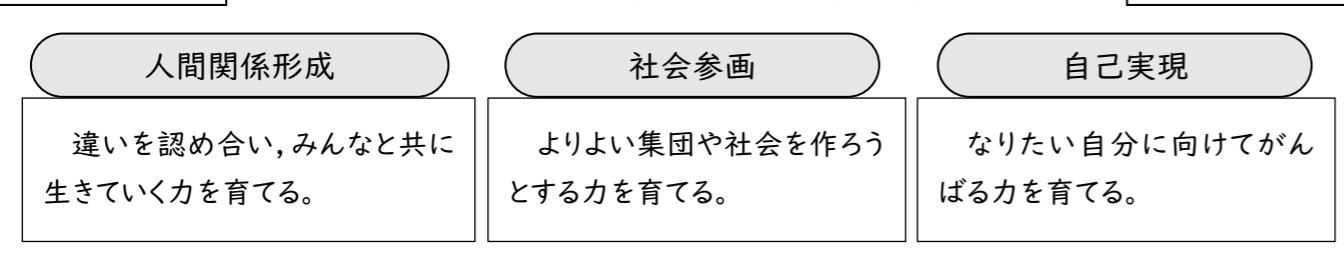 人間関係形成
違いを認め合い,みんなと共に
生きていく力を育てる。
社会参画
よりよい集団や社会を作ろう
とする力を育てる。
自己実現
なりたい自分に向けてがん
ばる力を育てる。